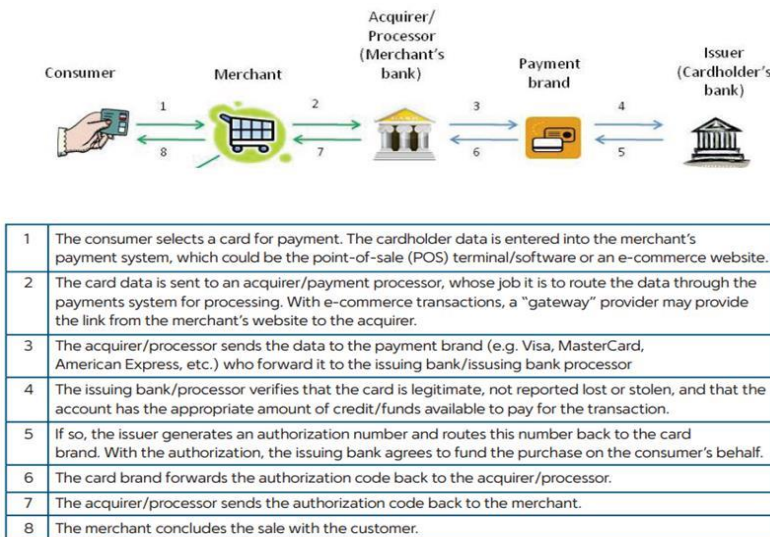 Consumer
Merchant
Acquirer/
Processor
(Merchant's
bank)
Payment
brand
Issuer
(Cardholder's
bank)
1
2
3
4
8
7
6
5
1 The consumer selects a card for payment. The cardholder data is entered into the merchant's
payment system, which could be the point-of-sale (POS) terminal/software or an e-commerce website.
2 The card data is sent to an acquirer/payment processor, whose job it is to route the data through the
payments system for processing. With e-commerce transactions, a "gateway" provider may provide
the link from the merchant's website to the acquirer.
3 The acquirer/processor sends the data to the payment brand (e.g. Visa, MasterCard,
American Express, etc.) who forward it to the issuing bank/issusing bank processor
4 The issuing bank/processor verifies that the card is legitimate, not reported lost or stolen, and that the
account has the appropriate amount of credit/funds available to pay for the transaction.
5 If so, the issuer generates an authorization number and routes this number back to the card
brand. With the authorization, the issuing bank agrees to fund the purchase on the consumer's behalf.
6 The card brand forwards the authorization code back to the acquirer/processor.
7 The acquirer/processor sends the authorization code back to the merchant.
8 The merchant concludes the sale with the customer.